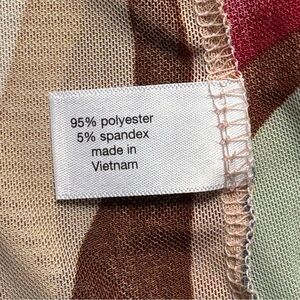 95% polyester
5% spandex
made in
Vietnam